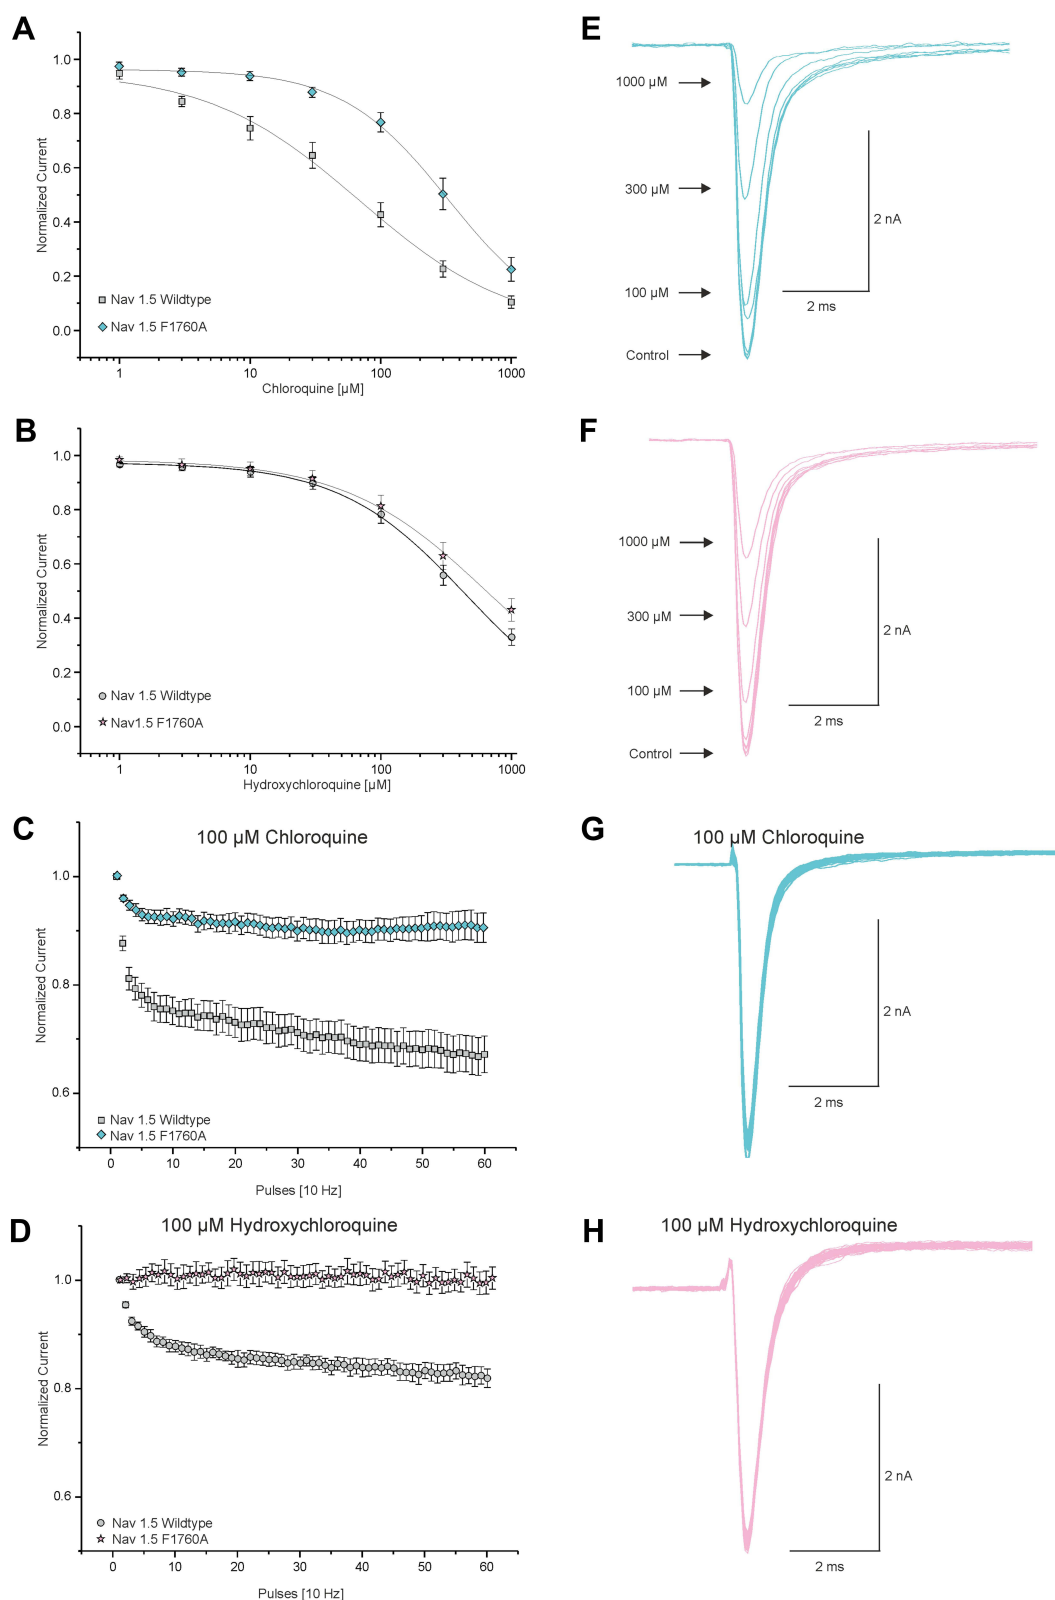 A
1.0
0.8
0.6
0.4
0.2
0.0
Normalized Current
Nav 1.5 Wildtype
Nav 1.5 F1760A
1
10
100
1000
Chloroquine [µM]
E
1000 µM
300 µM
100 µM
Control
2 nA
2 ms
B
1.0
0.8
0.6
0.4
0.2
0.0
Normalized Current
Nav 1.5 Wildtype
Nav1.5 F1760A
1
10
100
1000
Hydroxychloroquine [µM]
F
1000 µM
300 µM
100 µM
Control
2 nA
2 ms
C
100 µM Chloroquine
1.0
0.8
0.6
Normalized Current
Nav 1.5 Wildtype
Nav 1.5 F1760A
0
10
20
30
40
50
60
Pulses [10 Hz]
G
100 µM Chloroquine
2 nA
2 ms
D
100 µM Hydroxychloroquine
1.0
0.8
0.6
Normalized Current
Nav 1.5 Wildtype
Nav 1.5 F1760A
0
10
20
30
40
50
60
Pulses [10 Hz]
H
100 µM Hydroxychloroquine
2 nA
2 ms